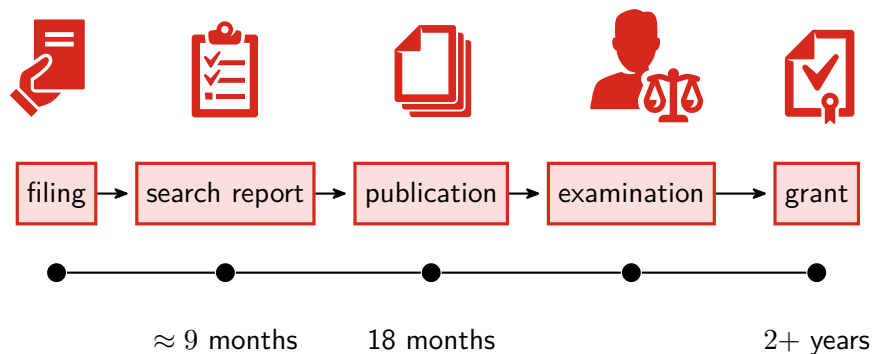 filing
search report
publication
examination
grant
≈ 9 months
18 months
2+ years